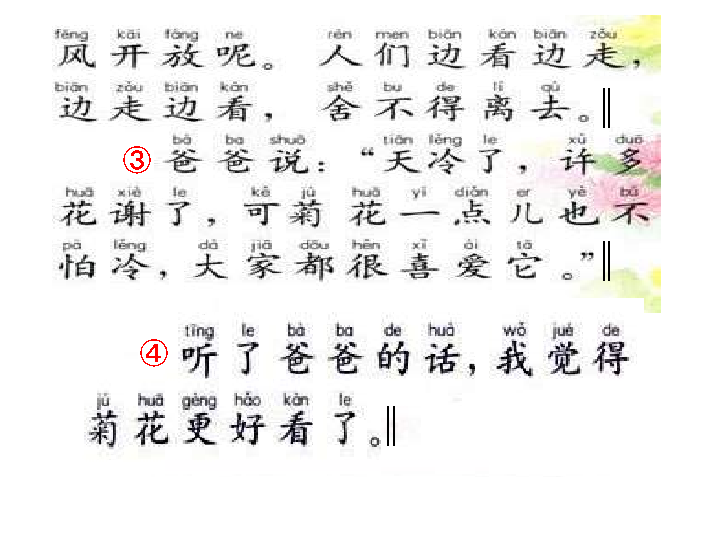 fēng kāi fàng ne rén men biān kàn biān zǒu
风开放呢。人们边看边走，
biān zǒu biān kàn shě bu de lí qù
边走边看，舍不得离去。‖
bà ba shuō tiān lěng le xǔ duō
③爸爸说：“天冷了，许多
huā xiè le kě jú huā yì diǎn er yě bú
花谢了，可菊花一点儿也不
pà lěng dà jiā dōu hěn xǐ ài tā
怕冷，大家都很喜爱它。”‖
tīng le bà ba de huà wǒ jué de
④听了爸爸的话，我觉得
jú huā gèng hǎo kàn le
菊花更好看了。‖